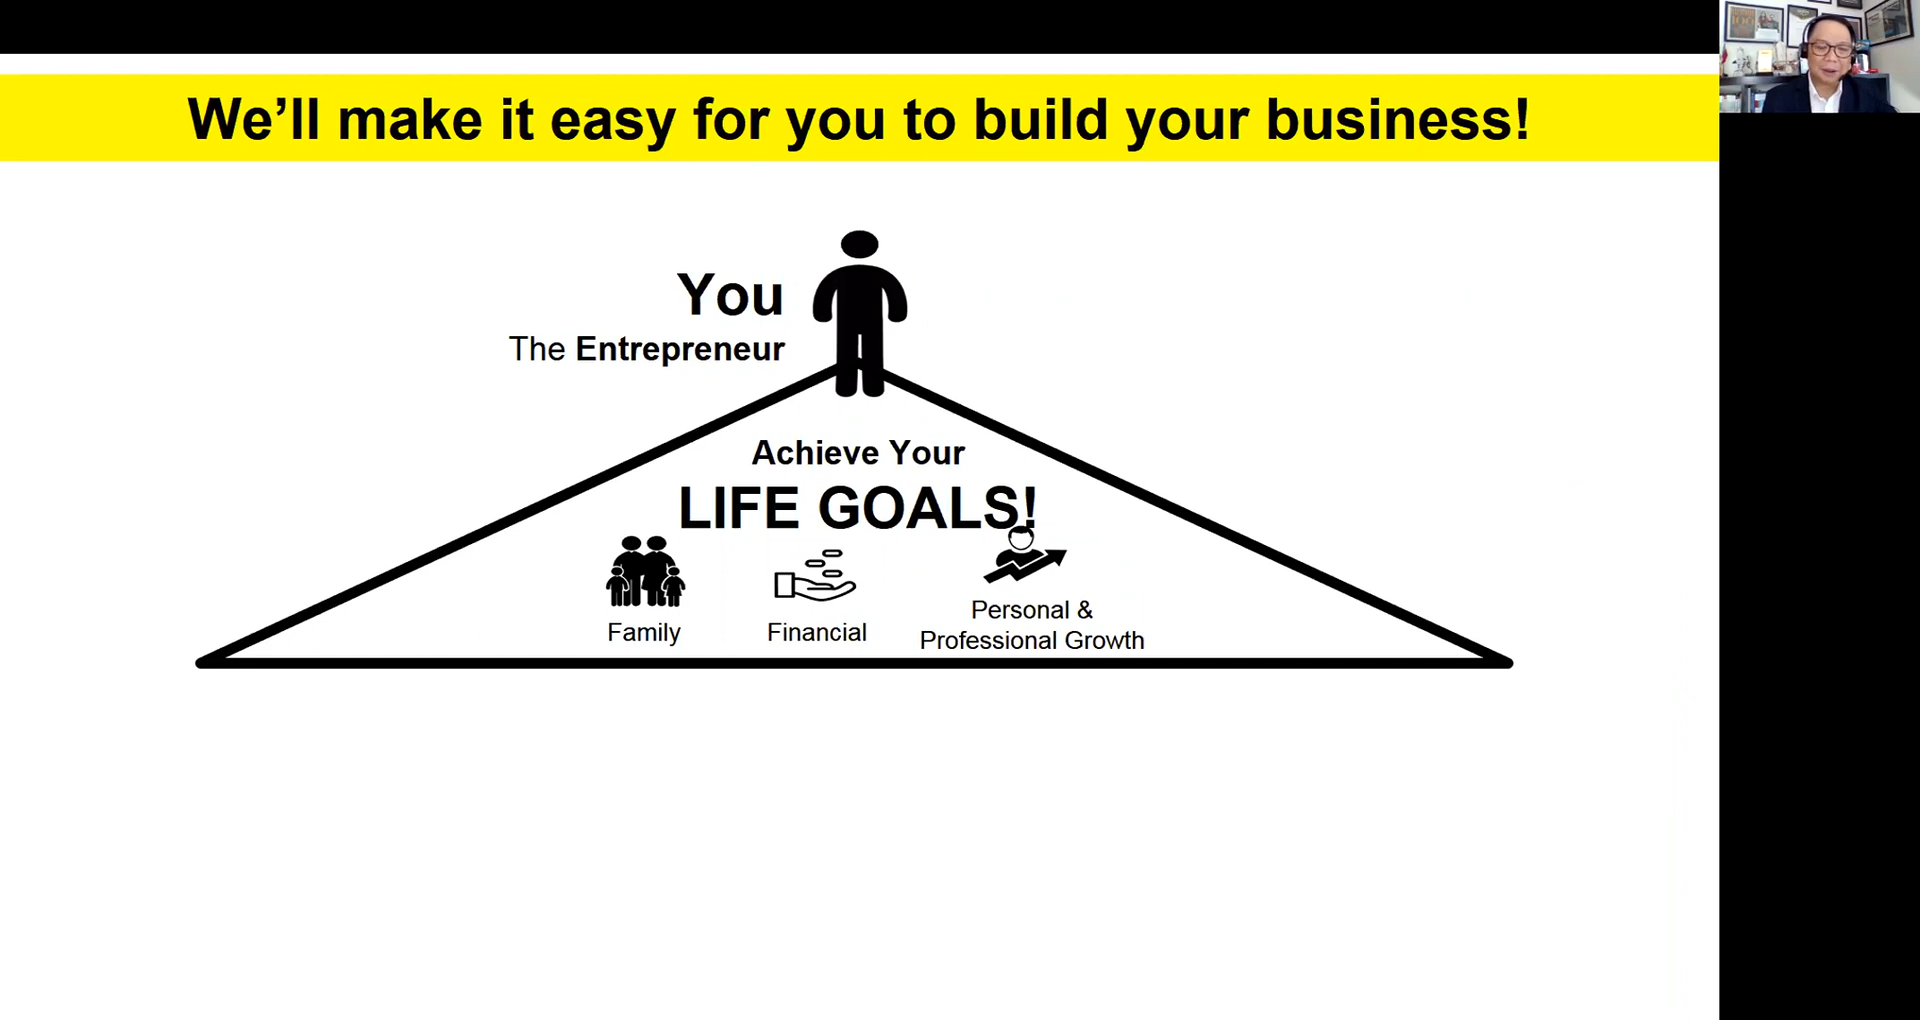 We’ll make it easy for you to build your business!
You
The Entrepreneur
Achieve Your
LIFE GOALS!
Family
Financial
Personal &
Professional Growth